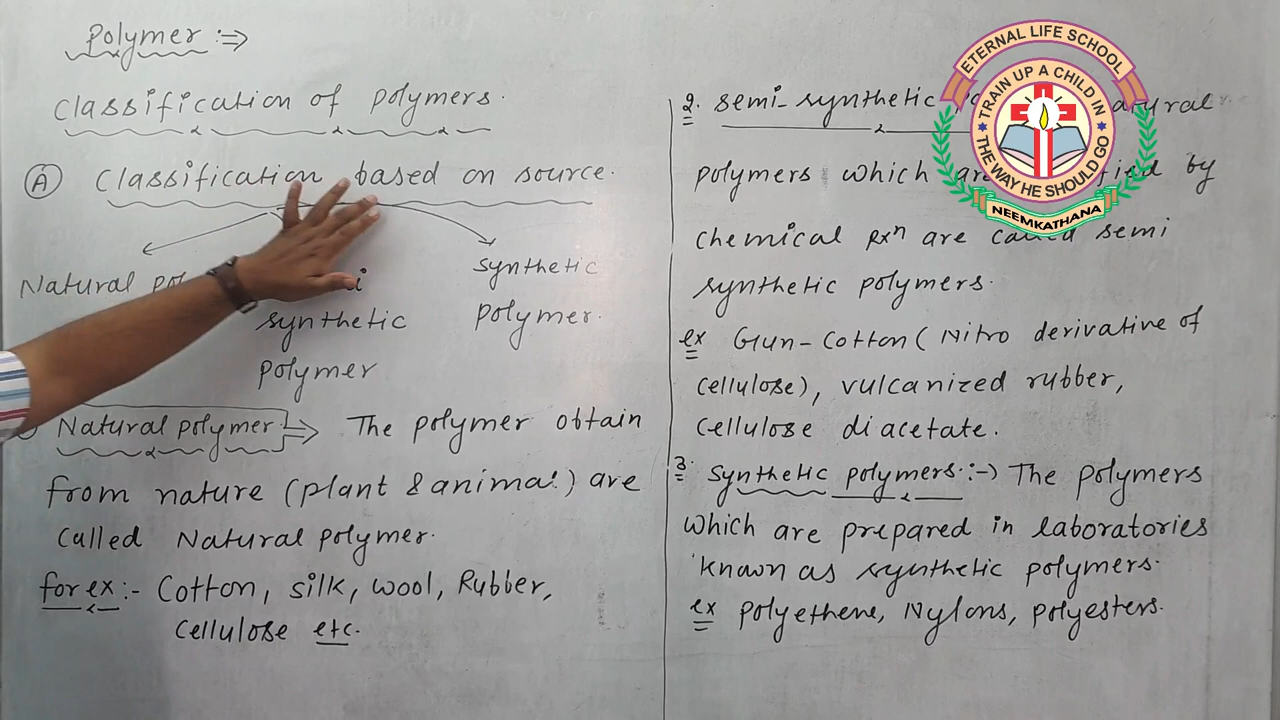 Polymer :⇒
Classification of polymers.
(A) Classification based on source.
Natural
synthetic
polymer
synthetic
polymer.
Natural polymer ⇒ The polymer obtain
from nature (plant & animal) are
called Natural polymer.
for ex :- Cotton, silk, wool, Rubber,
cellulose etc.
2. semi-synthetic
polymers which are by
chemical Rxn are called semi
synthetic polymers.
ex Gun-Cotton (Nitro derivative of
cellulose), vulcanized rubber,
cellulose diacetate.
3. Synthetic polymers :-) The polymers
which are prepared in laboratories
known as synthetic polymers.
ex polyethene, Nylons, polyesters.
ETERNAL LIFE SCHOOL
TRAIN UP A CHILD IN
THE WAY HE SHOULD GO
NEEMKATHANA